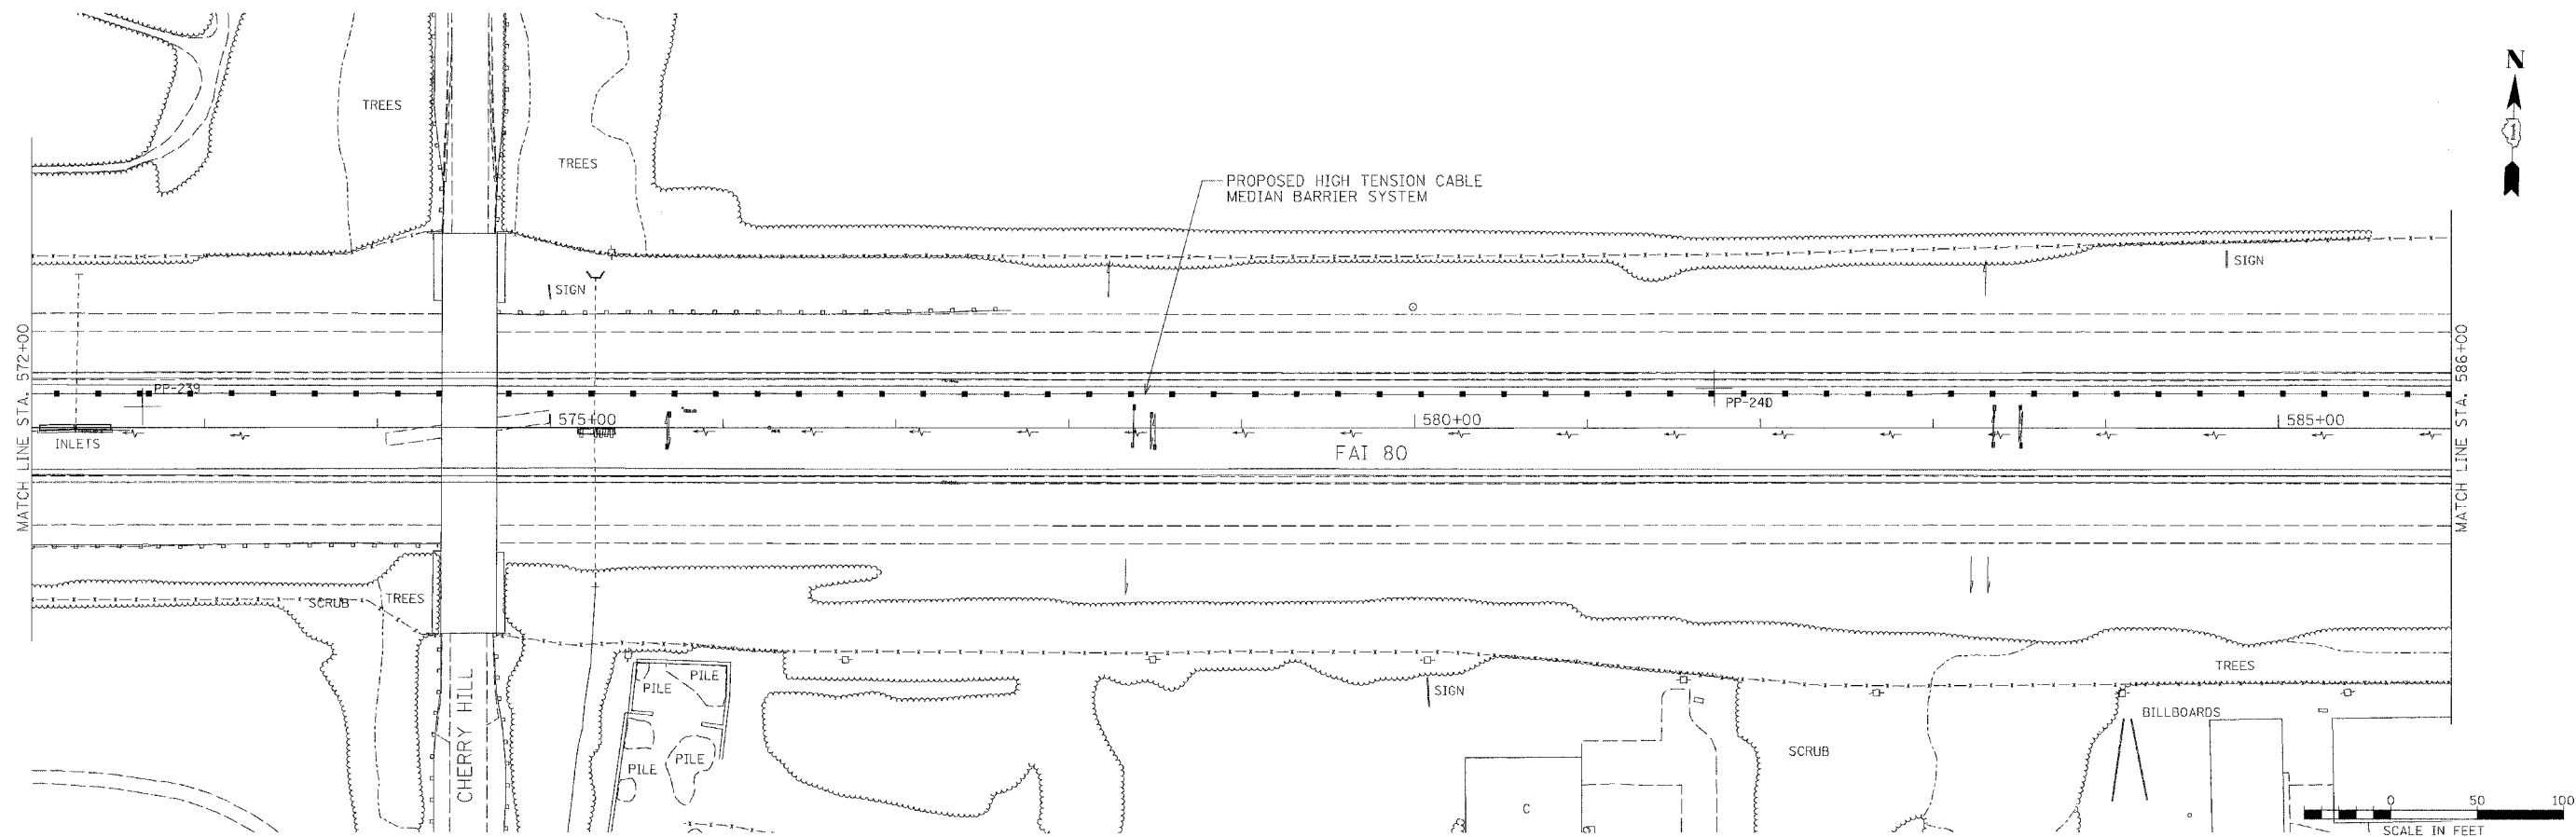 N
TREES
TREES
PROPOSED HIGH TENSION CABLE
MEDIAN BARRIER SYSTEM
SIGN
SIGN
MATCH LINE STA. 572+00
PP-239
PP-240
MATCH LINE STA. 586+00
INLETS
575+00
580+00
585+00
FAI 80
SCRUB
TREES
CHERRY HILL
PILE
PILE
PILE
PILE
SIGN
TREES
BILLBOARDS
SCRUB
C
0 50 100
SCALE IN FEET